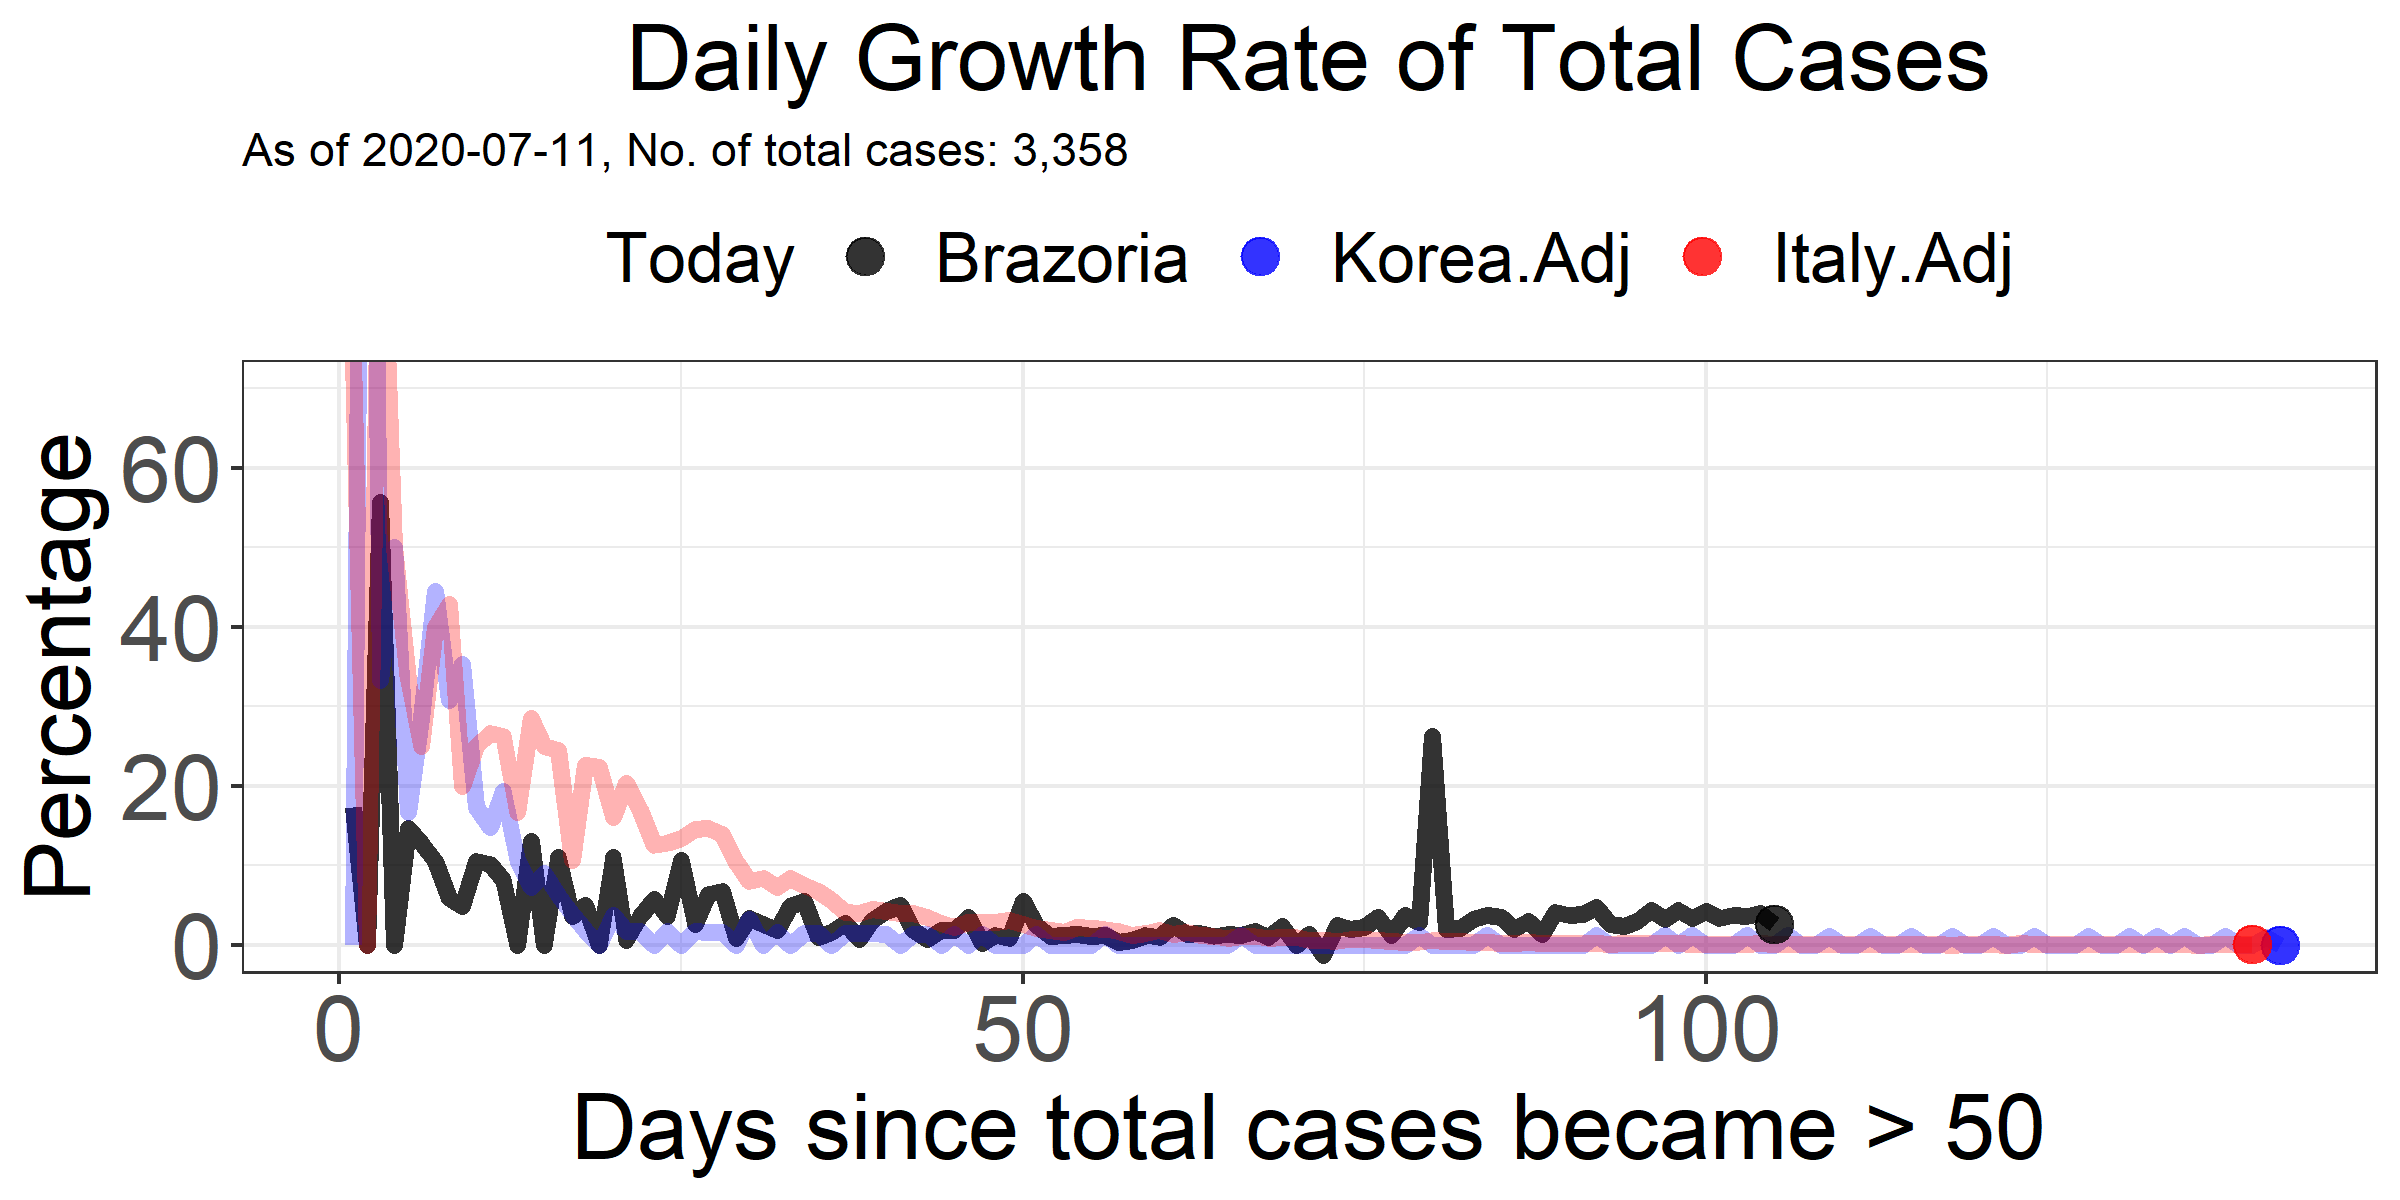 Daily Growth Rate of Total Cases
As of 2020-07-11, No. of total cases: 3,358
Today Brazoria Korea.Adj Italy.Adj
Percentage
60
40
20
0
0 50 100
Days since total cases became > 50